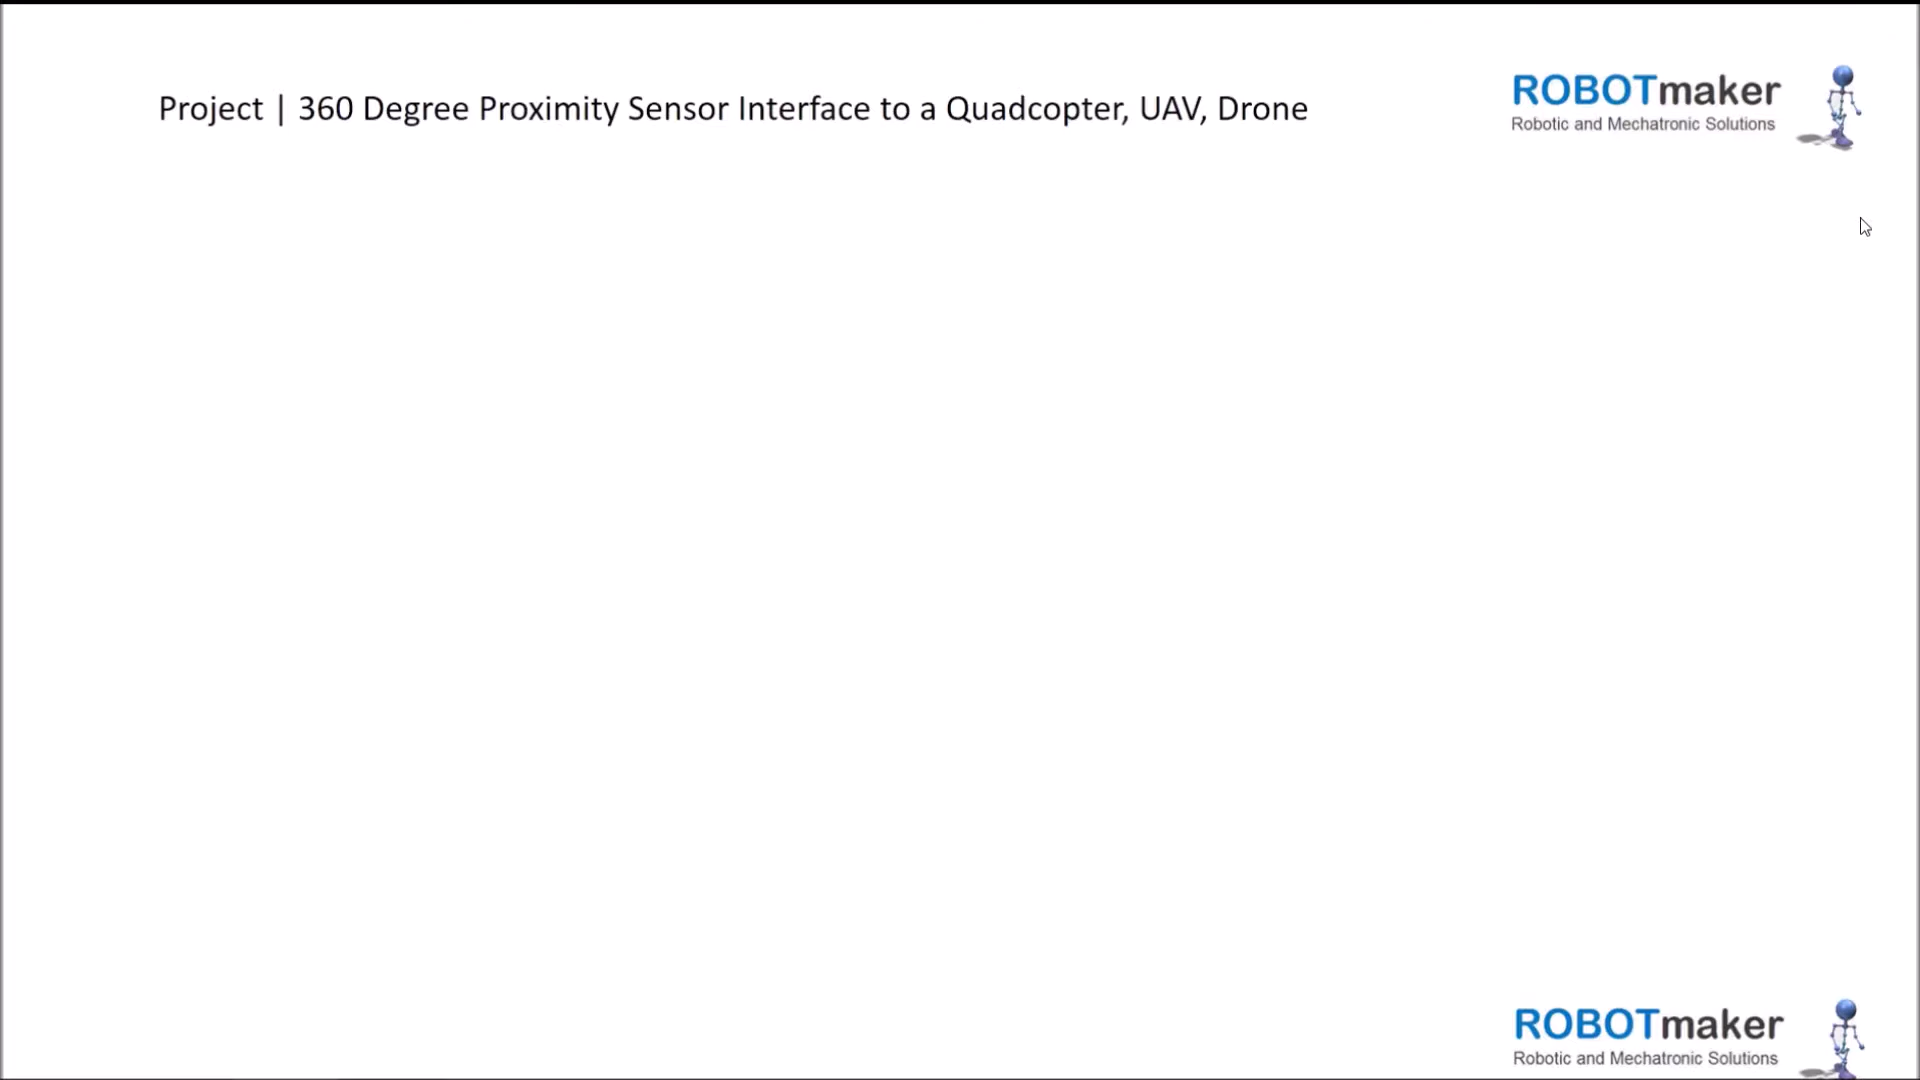 Project | 360 Degree Proximity Sensor Interface to a Quadcopter, UAV, Drone
ROBOTmaker
Robotic and Mechatronic Solutions
ROBOTmaker
Robotic and Mechatronic Solutions